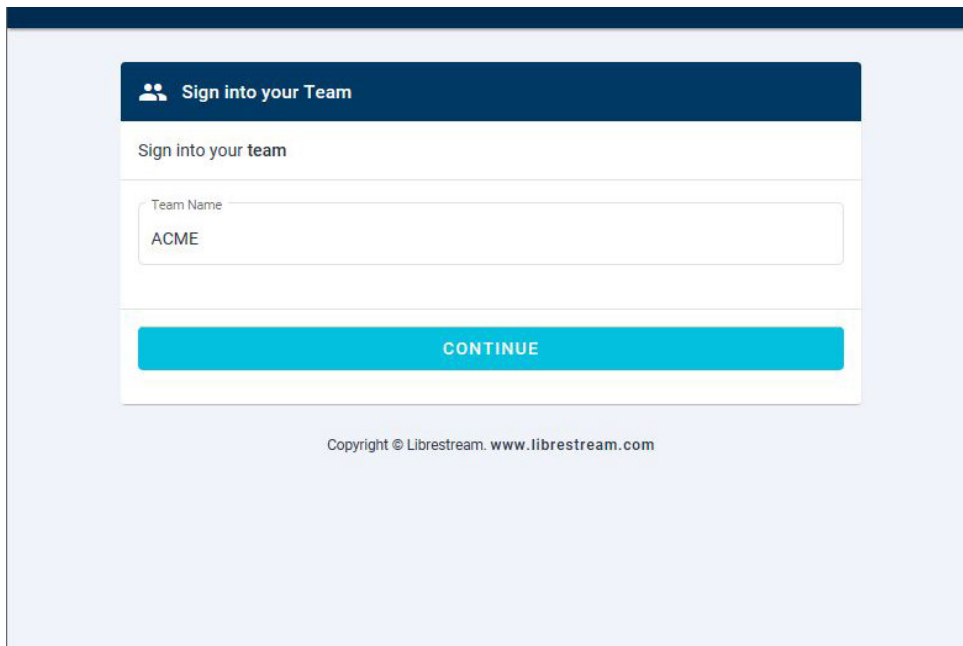 Sign into your Team
Sign into your team
Team Name
ACME
CONTINUE
Copyright © Librestream. www.librestream.com